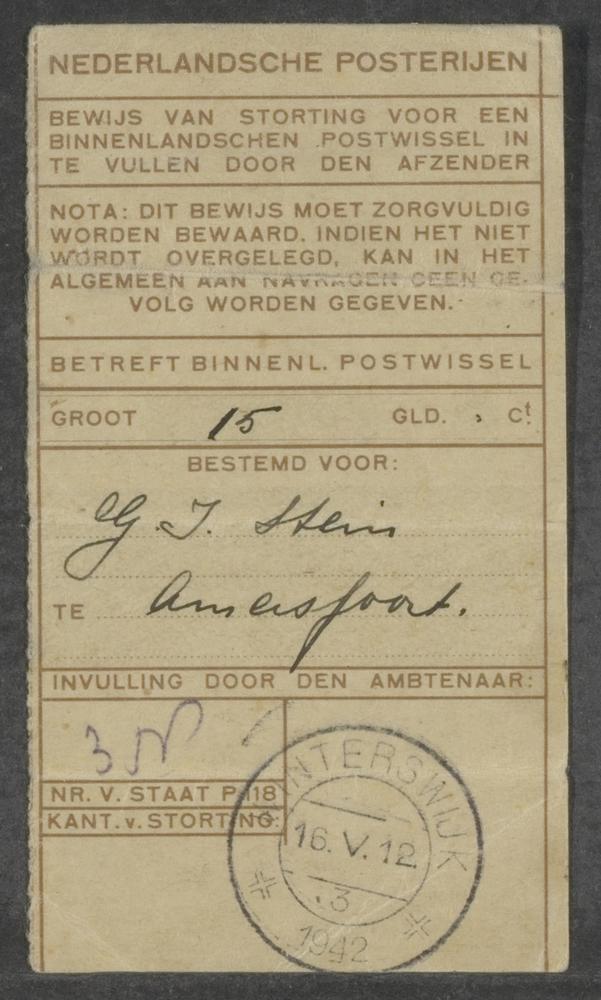 NEDERLANDSCHE POSTERIJEN
BEWIJS VAN STORTING VOOR EEN
BINNENLANDSCHEN POSTWISSEL IN
TE VULLEN DOOR DEN AFZENDER
NOTA: DIT BEWIJS MOET ZORGVULDIG
WORDEN BEWAARD. INDIEN HET NIET
WORDT OVERGELEGD, KAN IN HET
ALGEMEEN AAN NAVRAGEN GEEN GE-
VOLG WORDEN GEGEVEN.
BETREFT BINNENL. POSTWISSEL
GROOT 15 GLD. , Ct.
BESTEMD VOOR:
G. J. Stein
TE Amersfoort.
INVULLING DOOR DEN AMBTENAAR:
3
NR. V. STAAT P 118
KANT. v. STORTING:
WINTERSWIJK
16. V. 12
.3
1942